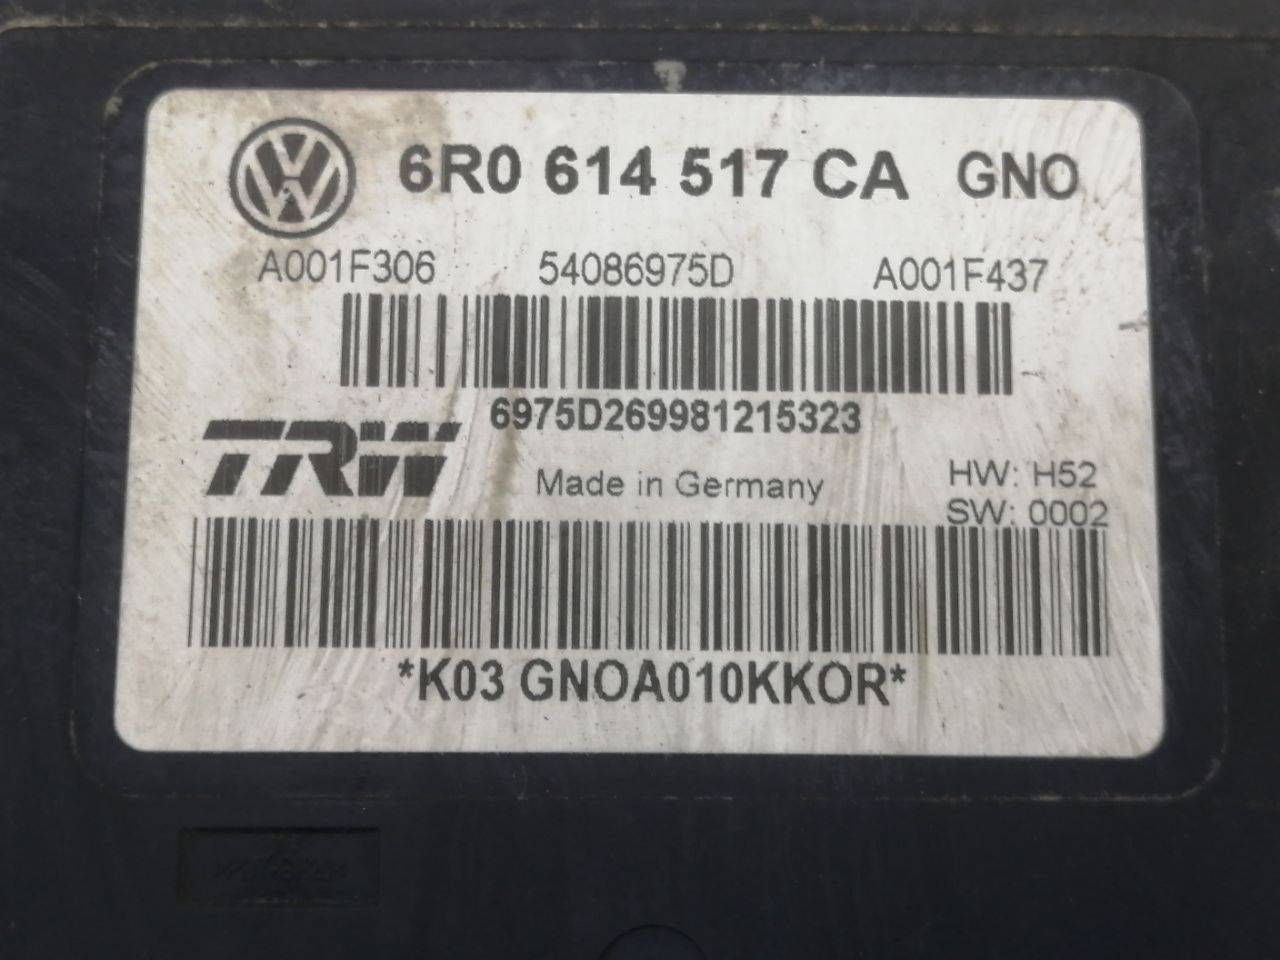 6R0 614 517 CA GNO
A001F306 54086975D A001F437
6975D269981215323
TRW
Made in Germany
HW: H52
SW: 0002
*K03 GNOA010KKOR*